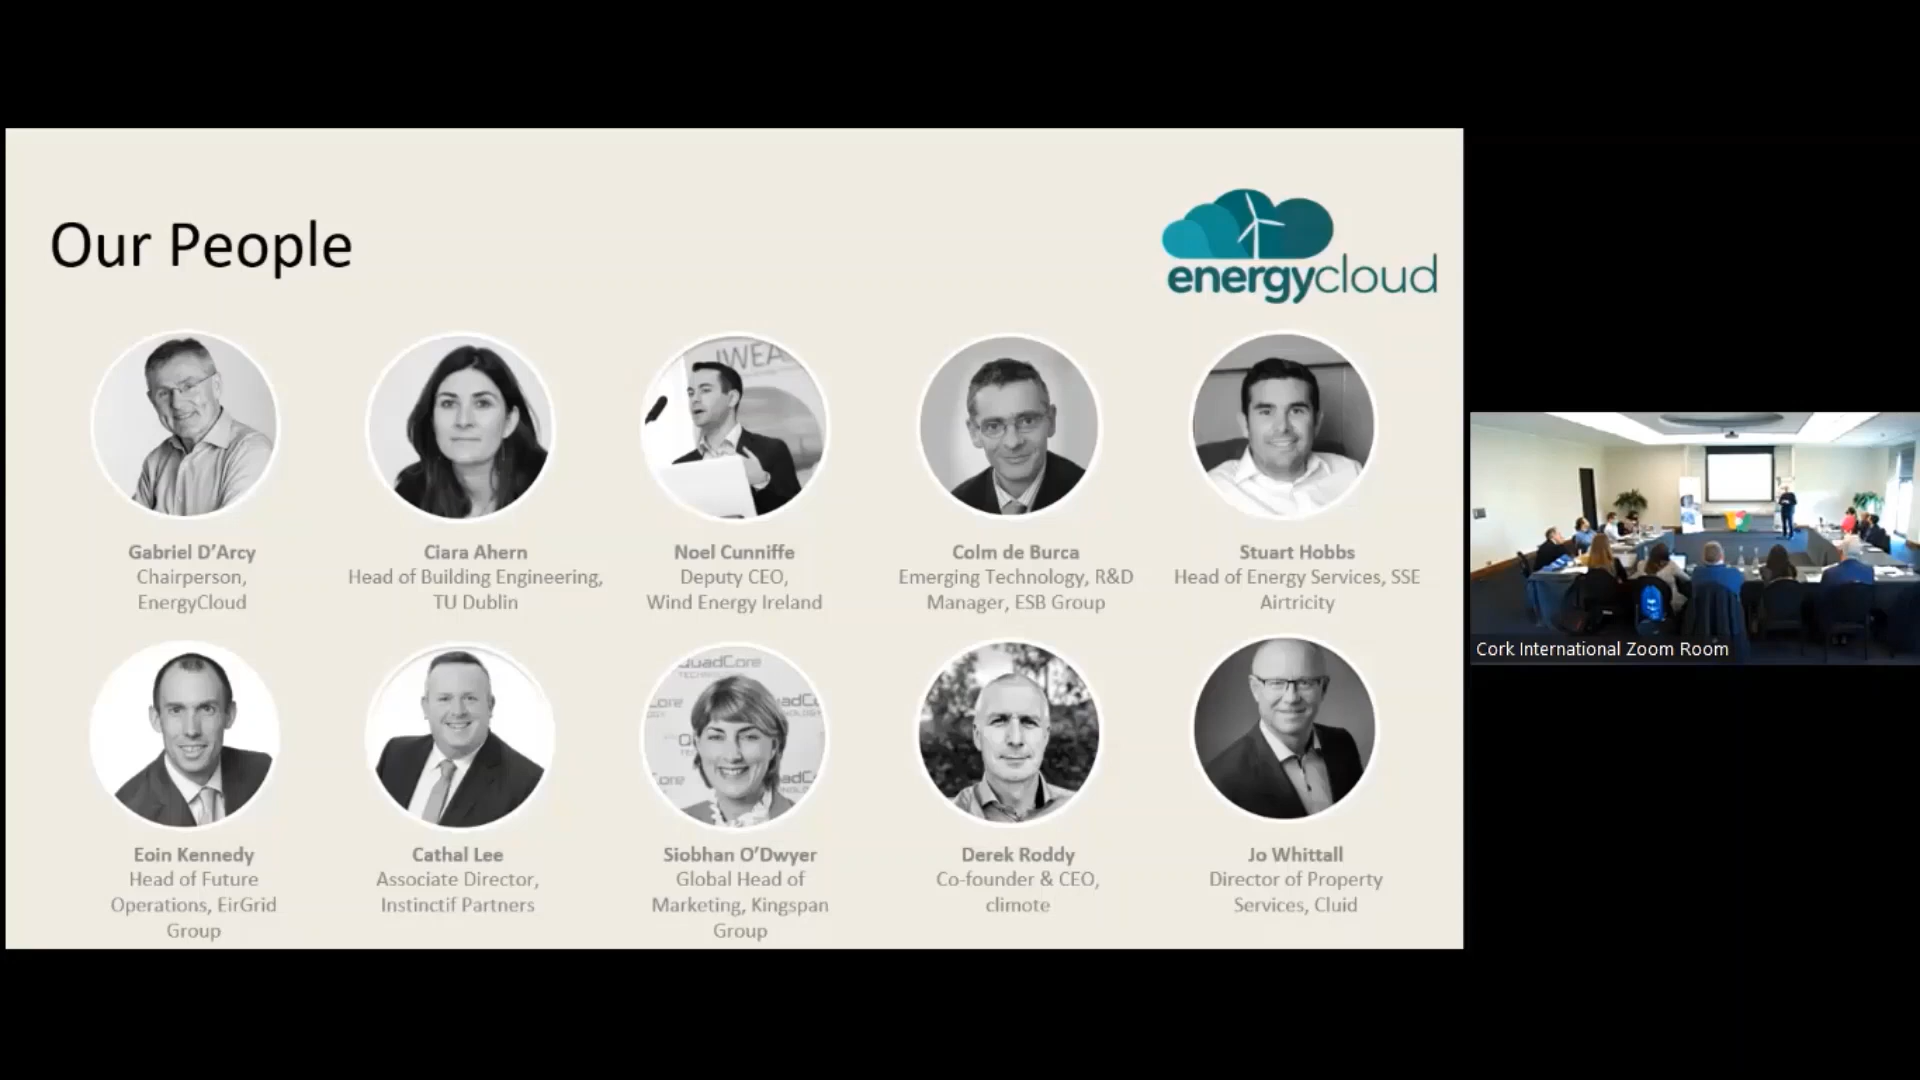 Our People
energycloud
IWEA
Gabriel D'Arcy
Chairperson,
EnergyCloud
Ciara Ahern
Head of Building Engineering,
TU Dublin
Noel Cunniffe
Deputy CEO,
Wind Energy Ireland
Colm de Burca
Emerging Technology, R&D
Manager, ESB Group
Stuart Hobbs
Head of Energy Services, SSE
Airtricity
QuadCore
TECHNOLOGY
Eoin Kennedy
Head of Future
Operations, EirGrid
Group
Cathal Lee
Associate Director,
Instinctif Partners
Siobhan O'Dwyer
Global Head of
Marketing, Kingspan
Group
Derek Roddy
Co-founder & CEO,
climote
Jo Whittall
Director of Property
Services, Cluid
Cork International Zoom Room